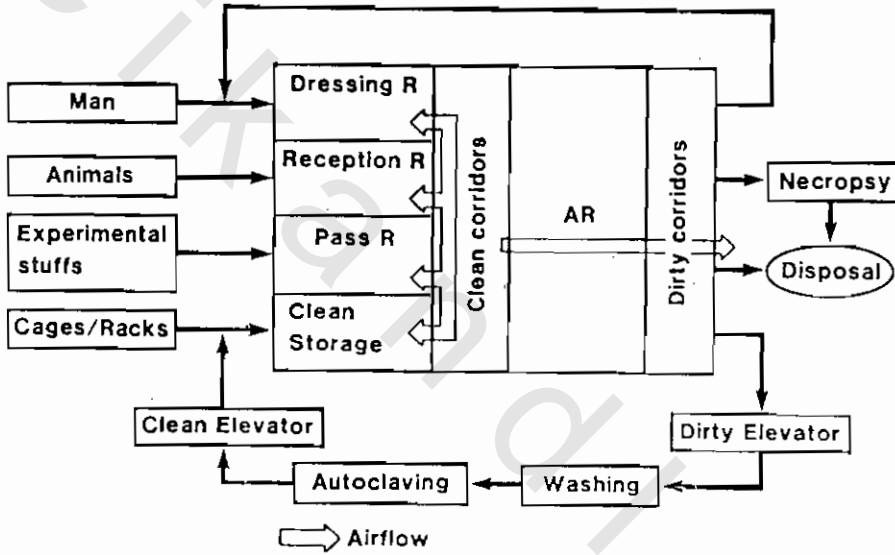 Man
Animals
Experimental
stuffs
Cages/Racks
Dressing R
Reception R
Pass R
Clean
Storage
Clean corridors
AR
Dirty corridors
Necropsy
Disposal
Clean Elevator
Dirty Elevator
Autoclaving
Washing
Airflow